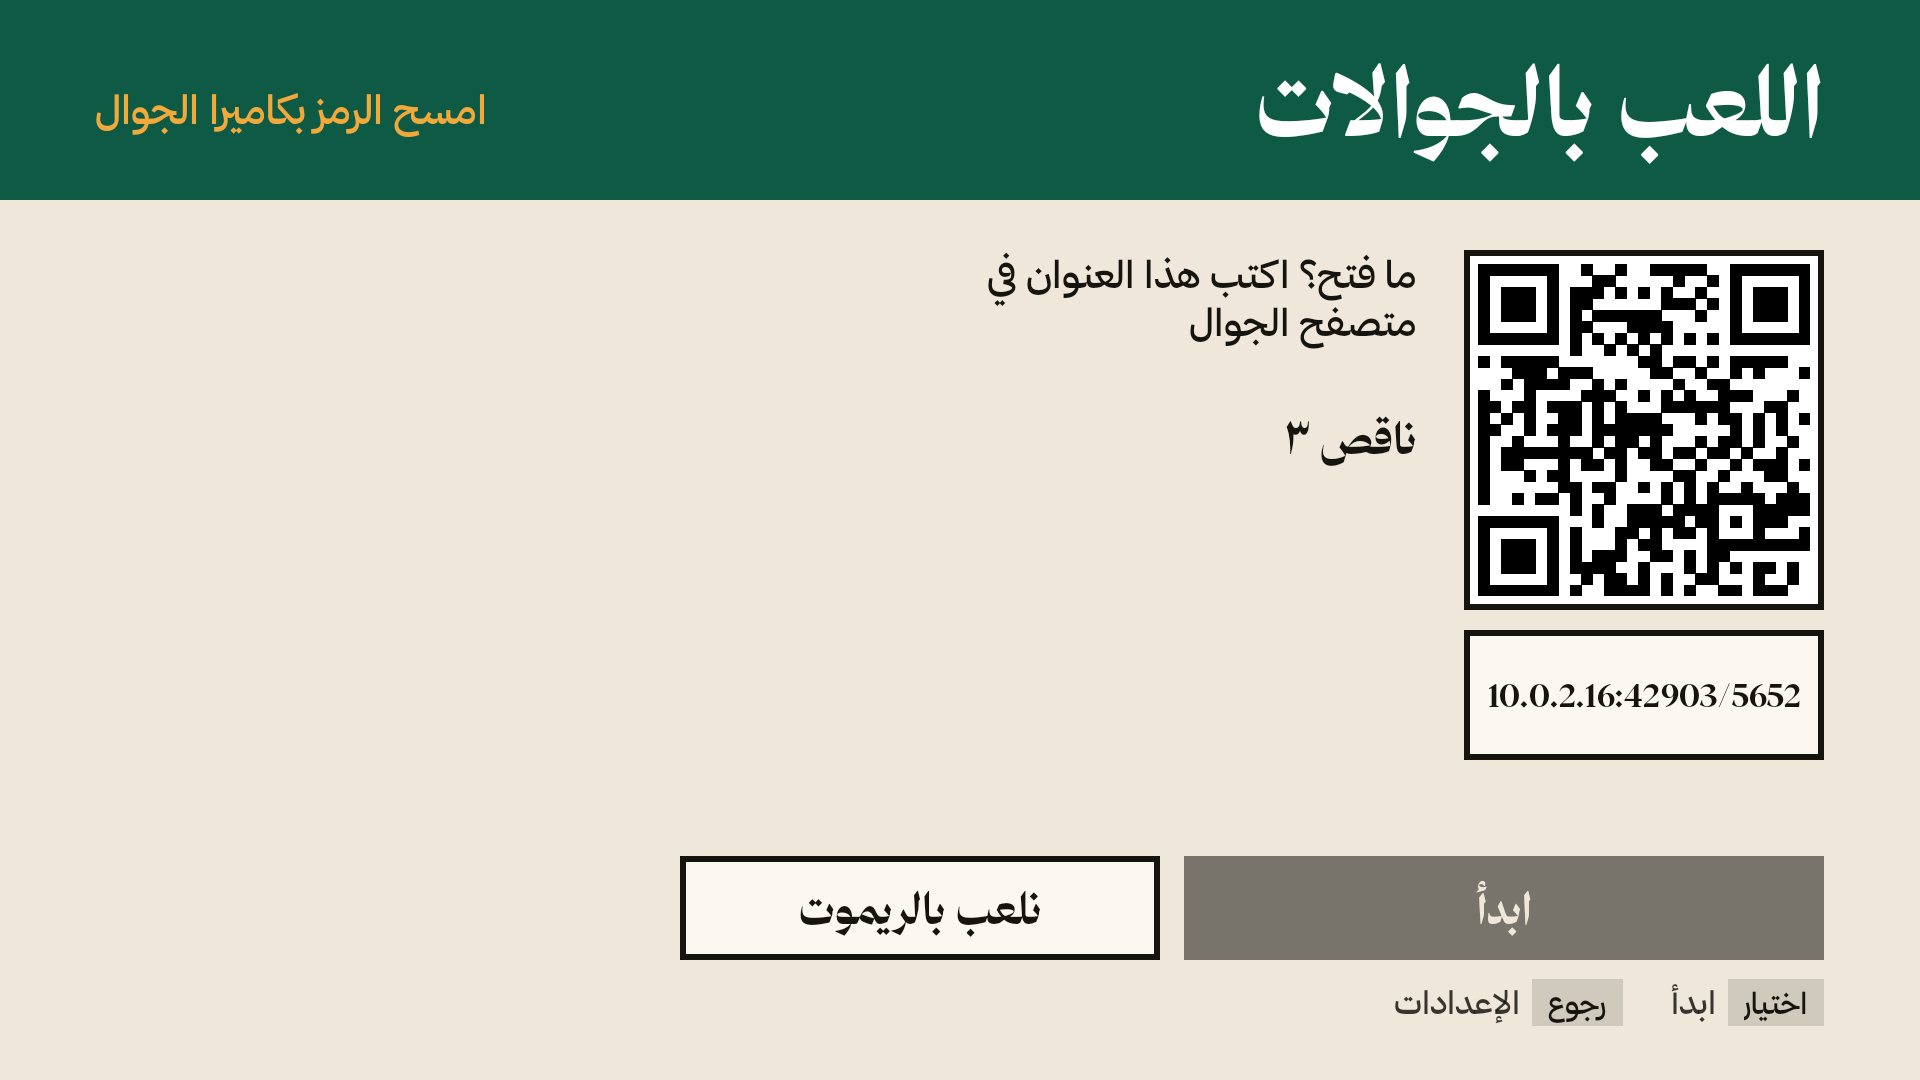 اللعب بالجوالات
امسح الرمز بكاميرا الجوال
ما فتح؟ اكتب هذا العنوان في
متصفح الجوال
ناقص ٣
10.0.2.16:42903/5652
ابدأ
نلعب بالريموت
اختيار ابدأ رجوع الإعدادات